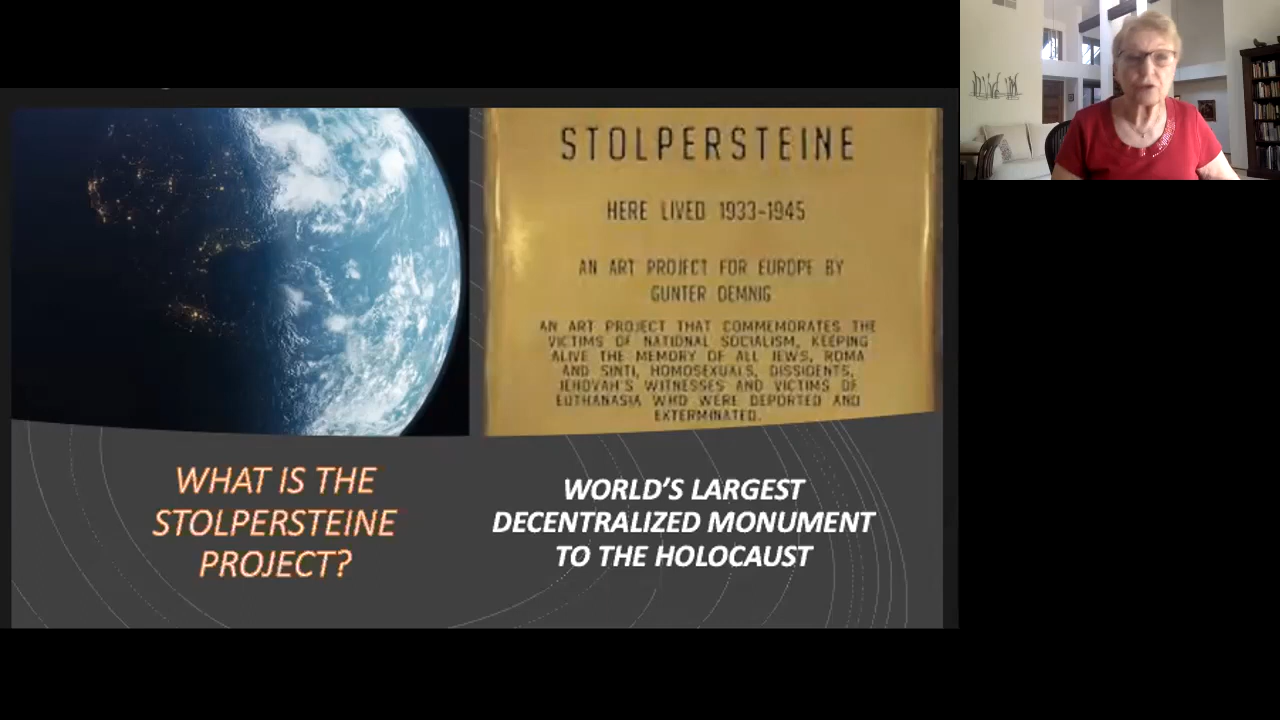 STOLPERSTEINE
HERE LIVED 1933-1945
AN ART PROJECT FOR EUROPE BY
GUNTER DEMNIG
AN ART PROJECT THAT COMMEMORATES THE
VICTIMS OF NATIONAL SOCIALISM, KEEPING
ALIVE THE MEMORY OF ALL JEWS, ROMA
AND SINTI, HOMOSEXUALS, DISSIDENTS,
JEHOVAH'S WITNESSES AND VICTIMS OF
EUTHANASIA WHO WERE DEPORTED AND
EXTERMINATED.
WHAT IS THE
STOLPERSTEINE
PROJECT?
WORLD'S LARGEST
DECENTRALIZED MONUMENT
TO THE HOLOCAUST